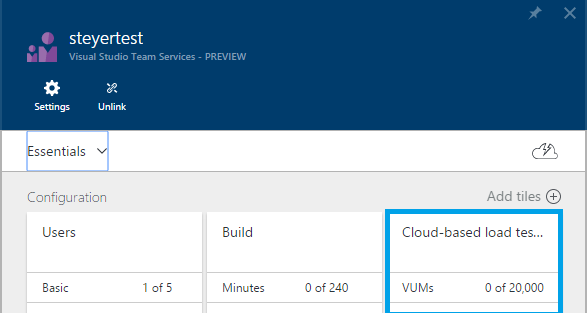 steyertest
Visual Studio Team Services - PREVIEW
Settings Unlink
Essentials
Configuration Add tiles
Users Build Cloud-based load tes...
Basic 1 of 5 Minutes 0 of 240 VUMs 0 of 20,000